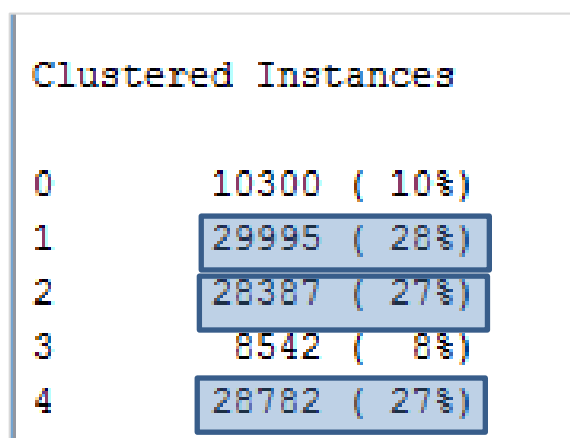 Clustered Instances
0 10300 ( 10%)
1 29995 ( 28%)
2 28387 ( 27%)
3 8542 ( 8%)
4 28782 ( 27%)